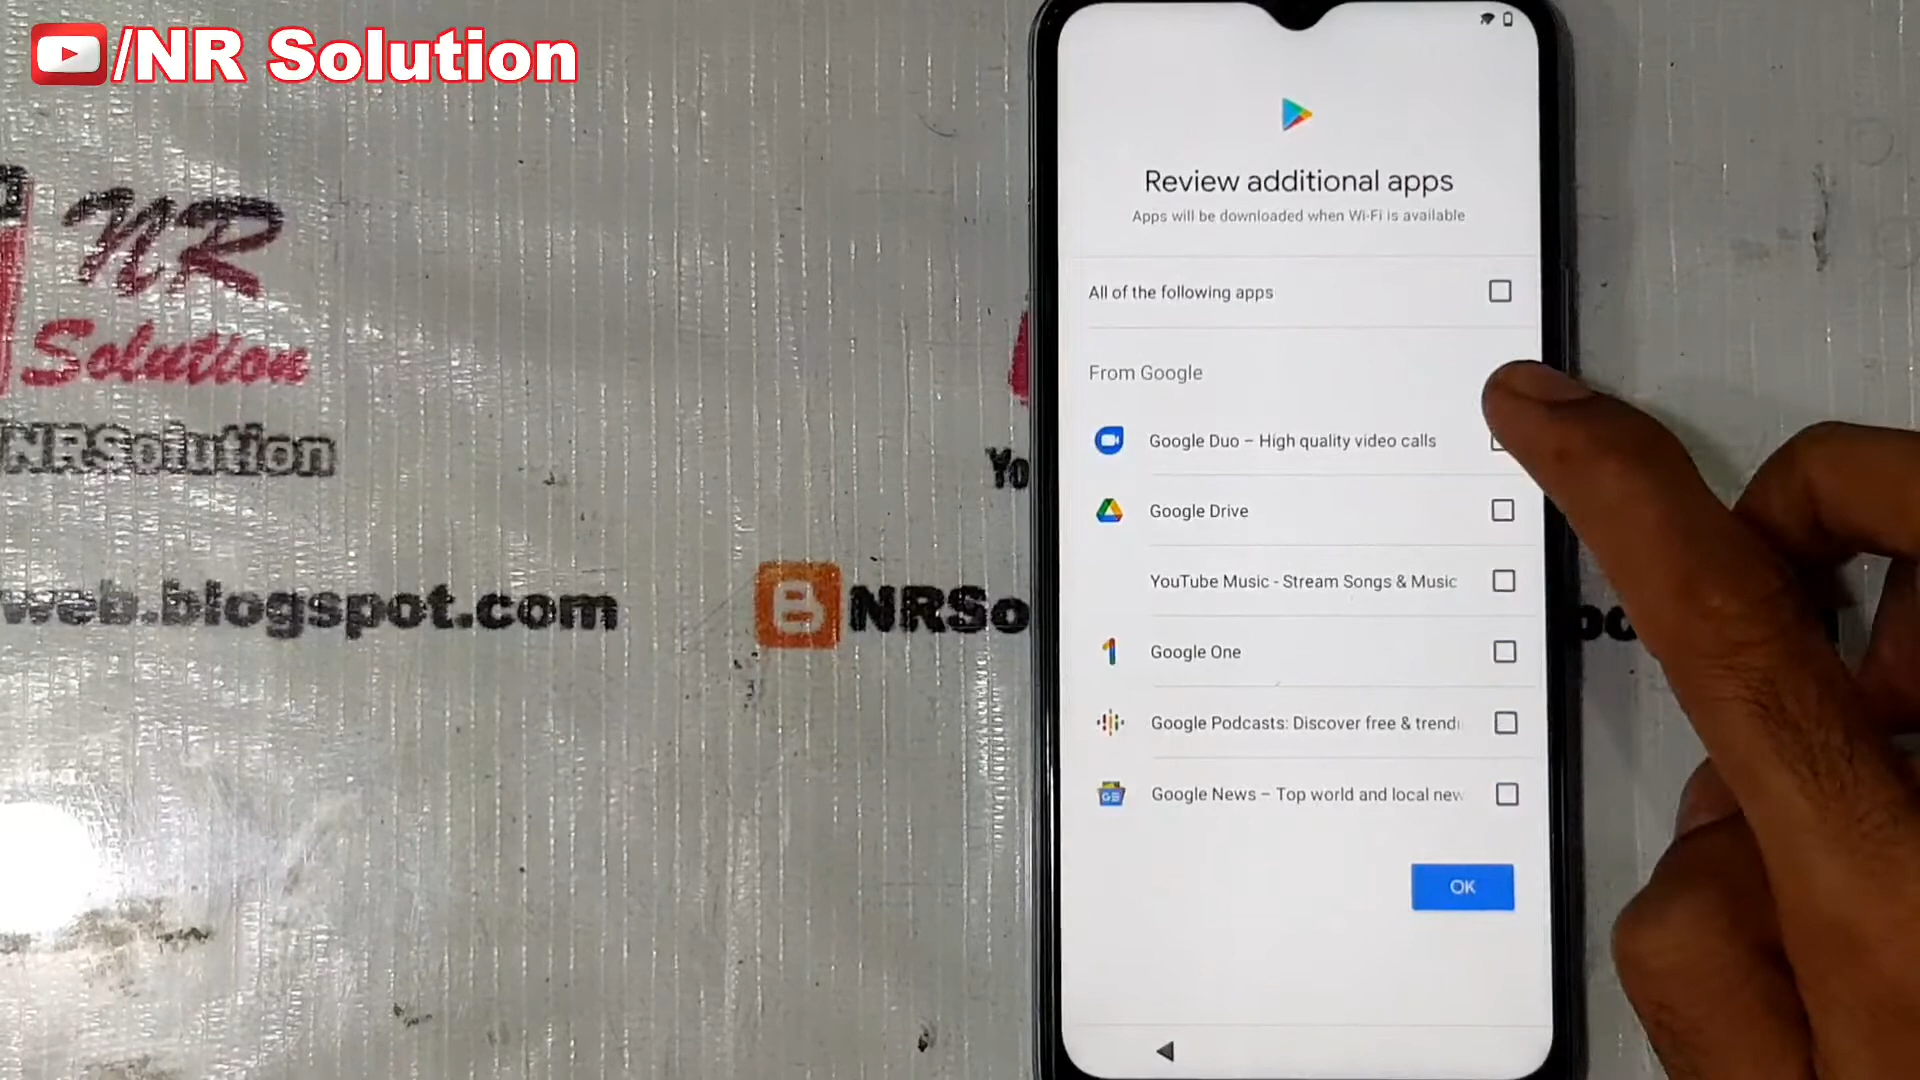 /NR Solution
NR
Solution
NRSolution
Yo
web.blogspot.com
NRSo
Review additional apps
Apps will be downloaded when Wi-Fi is available
All of the following apps
From Google
Google Duo – High quality video calls
Google Drive
YouTube Music - Stream Songs & Music
Google One
Google Podcasts: Discover free & trendi
Google News – Top world and local new
OK